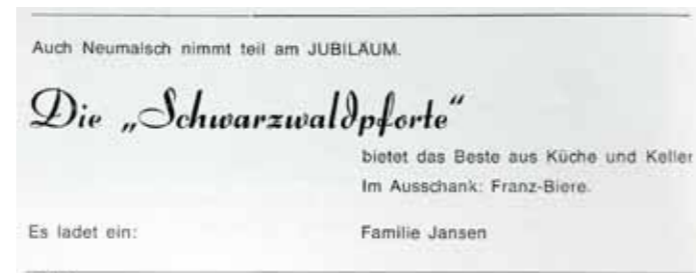 Auch Neumalsch nimmt teil am JUBILÄUM.
Die „Schwarzwaldpforte“
bietet das Beste aus Küche und Keller
Im Ausschank: Franz-Biere.
Es ladet ein: Familie Jansen